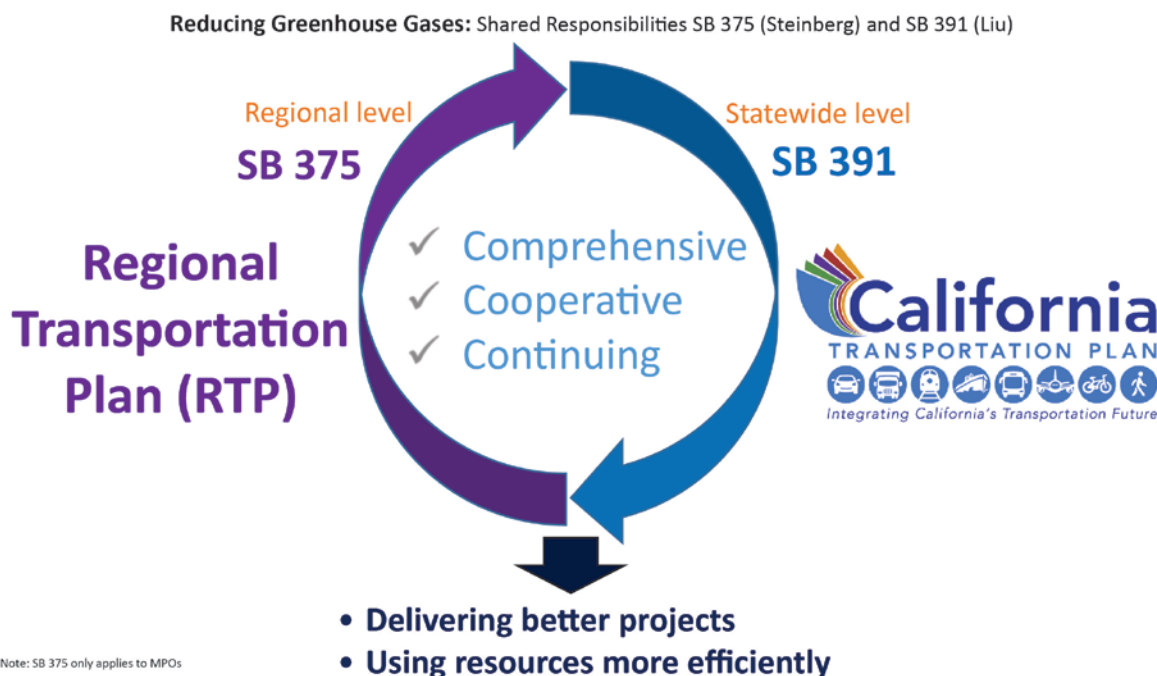 Reducing Greenhouse Gases: Shared Responsibilities SB 375 (Steinberg) and SB 391 (Liu)
Regional level
SB 375
Statewide level
SB 391
Regional
Transportation
Plan (RTP)
✓ Comprehensive
✓ Cooperative
✓ Continuing
California
TRANSPORTATION PLAN
Integrating California's Transportation Future
• Delivering better projects
• Using resources more efficiently
Note: SB 375 only applies to MPOs